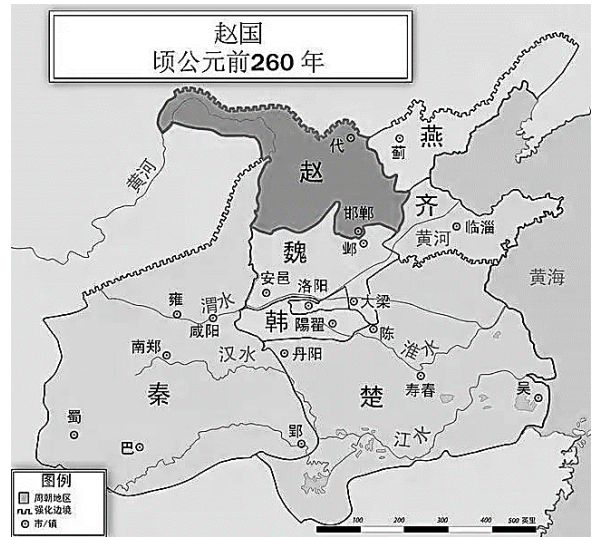 赵国
顷公元前260 年
燕
代
蓟
赵
黄河
齐
邯郸
临淄
黄河
邺
魏
黄海
安邑
洛阳
大梁
雍
渭水
咸阳
韩
陽翟
陈
南郑
汉水
丹阳
淮水
秦
楚
寿春
吴
蜀
巴
郢
江水
图例
周朝地区
强化边境
市/镇
100 200 300 400 500 英里